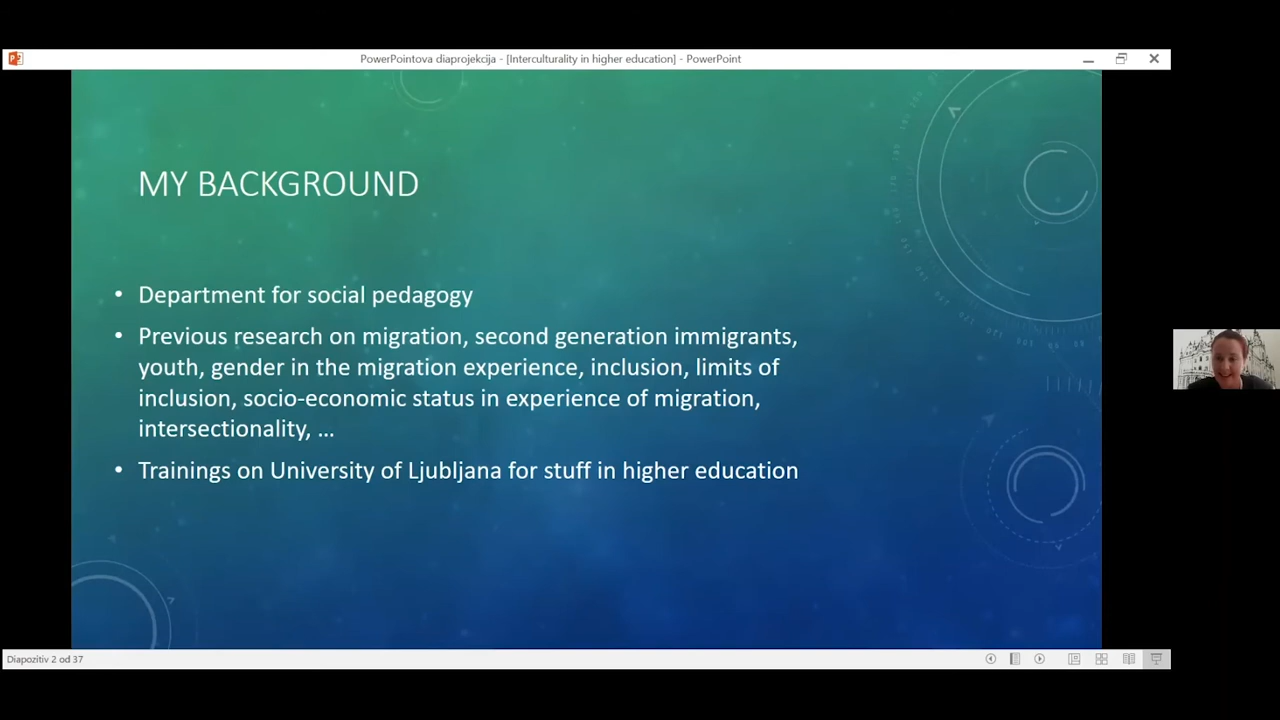 PowerPointova diaprojekcija - [Interculturality in higher education] - PowerPoint
MY BACKGROUND
• Department for social pedagogy
• Previous research on migration, second generation immigrants,
youth, gender in the migration experience, inclusion, limits of
inclusion, socio-economic status in experience of migration,
intersectionality, ...
• Trainings on University of Ljubljana for stuff in higher education
Diapozitiv 2 od 37